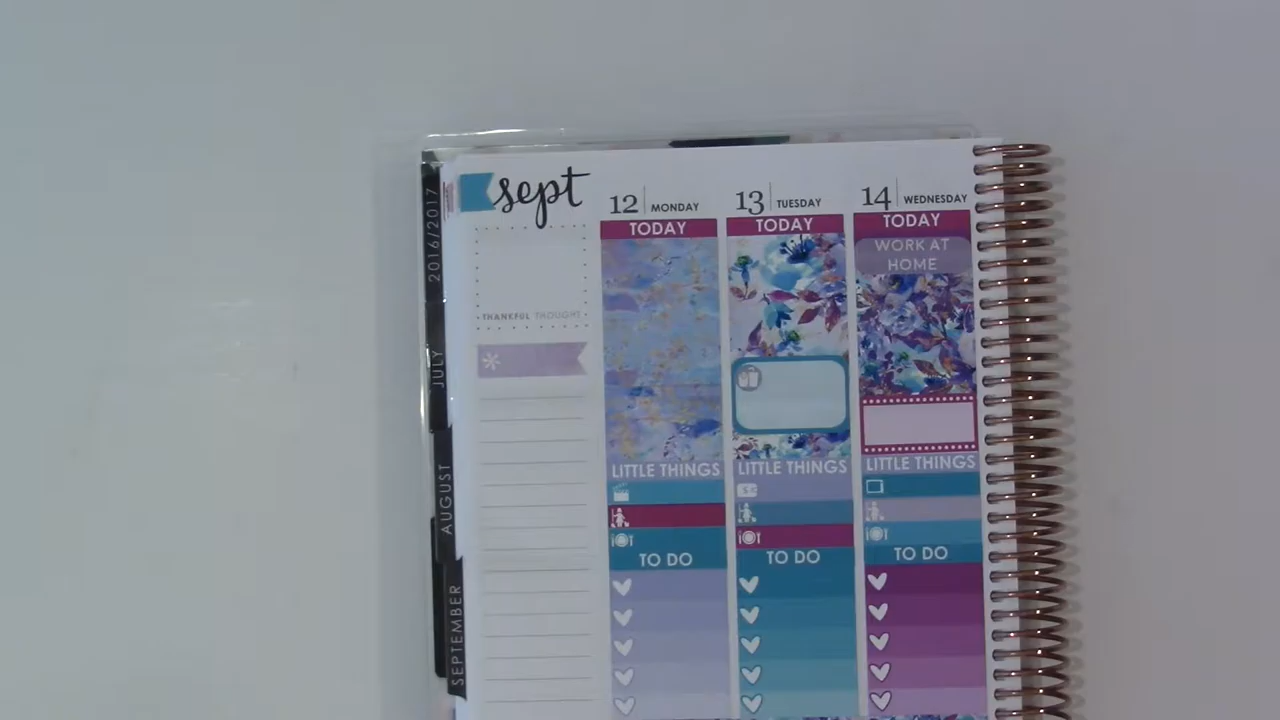 sept
THANKFUL THOUGHT
12 MONDAY
TODAY
LITTLE THINGS
TO DO
13 TUESDAY
TODAY
LITTLE THINGS
TO DO
14 WEDNESDAY
TODAY
WORK AT
HOME
LITTLE THINGS
TO DO
2016/2017
JULY
AUGUST
SEPTEMBER